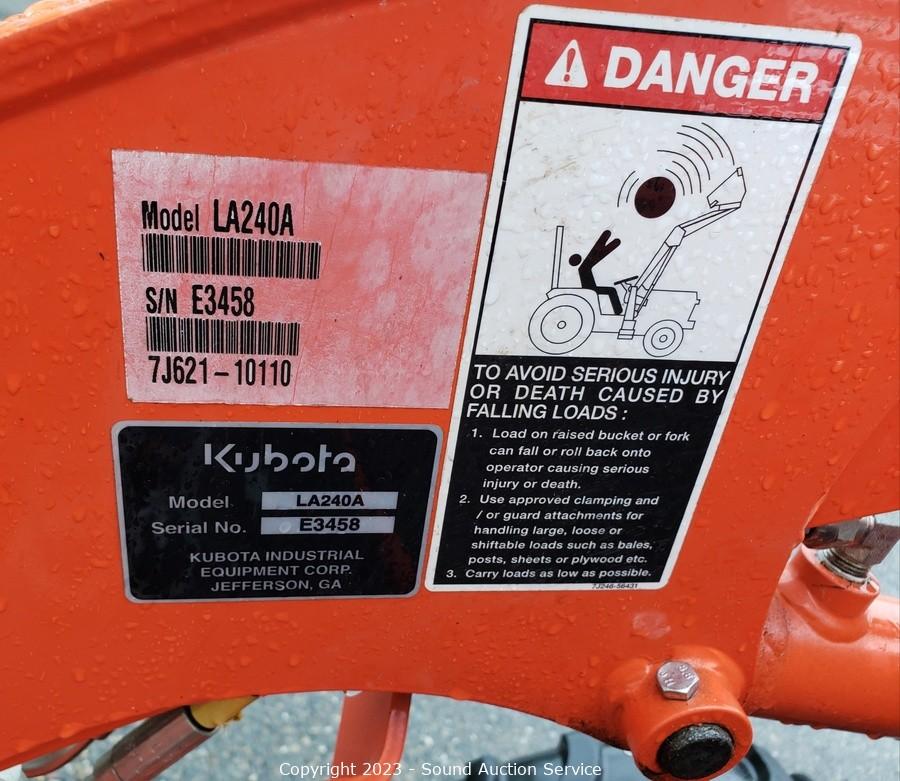 Model LA240A
S/N E3458
7J621-10110
Kubota
Model LA240A
Serial No. E3458
KUBOTA INDUSTRIAL
EQUIPMENT CORP.
JEFFERSON, GA
DANGER
TO AVOID SERIOUS INJURY
OR DEATH CAUSED BY
FALLING LOADS :
1. Load on raised bucket or fork
can fall or roll back onto
operator causing serious
injury or death.
2. Use approved clamping and
/ or guard attachments for
handling large, loose or
shiftable loads such as bales,
posts, sheets or plywood etc.
3. Carry loads as low as possible.
7J246-56431
Copyright 2023 - Sound Auction Service